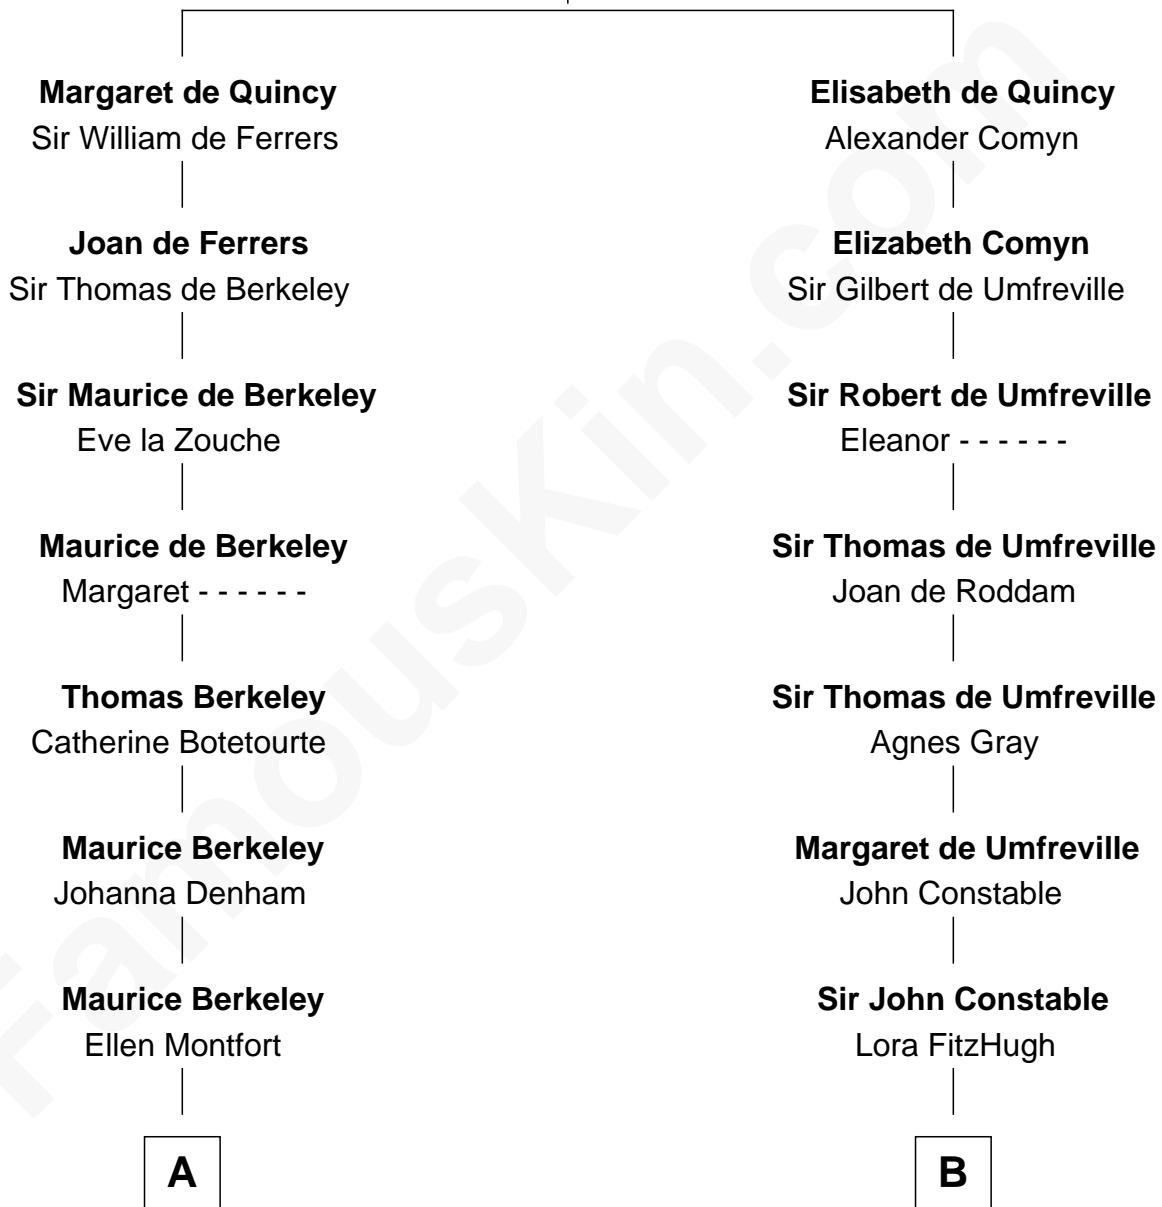 Margaret de Quincy
Sir William de Ferrers
Joan de Ferrers
Sir Thomas de Berkeley
Sir Maurice de Berkeley
Eve la Zouche
Maurice de Berkeley
Margaret - - - - - -
Thomas Berkeley
Catherine Botetourte
Maurice Berkeley
Johanna Denham
Maurice Berkeley
Ellen Montfort
A
Elisabeth de Quincy
Alexander Comyn
Elizabeth Comyn
Sir Gilbert de Umfreville
Sir Robert de Umfreville
Eleanor - - - - - -
Sir Thomas de Umfreville
Joan de Roddam
Sir Thomas de Umfreville
Agnes Gray
Margaret de Umfreville
John Constable
Sir John Constable
Lora FitzHugh
B
FamousKin.com